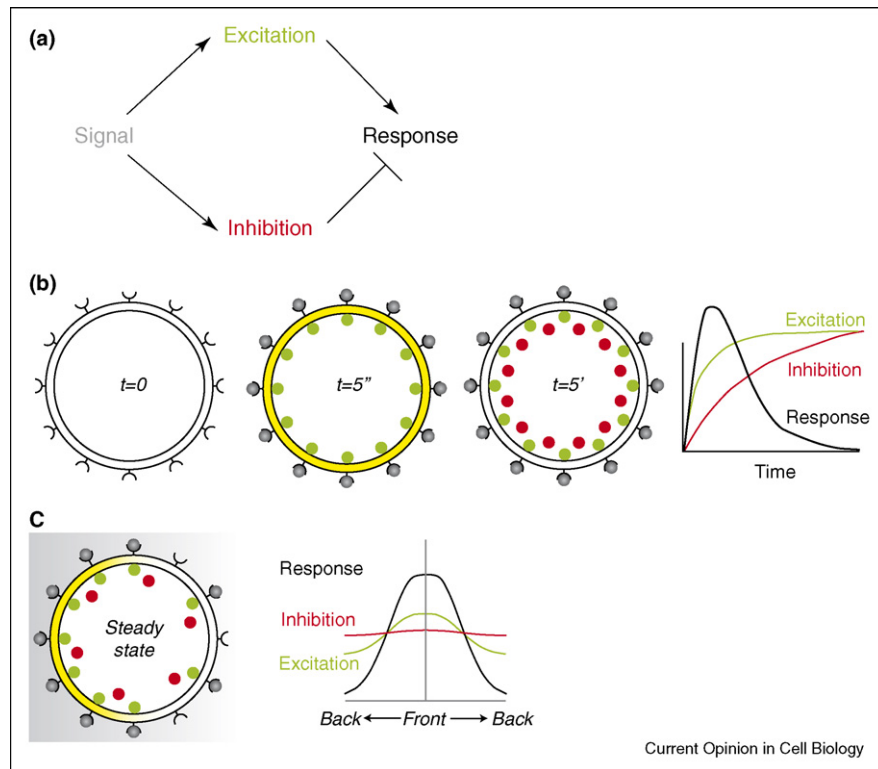 (a)
Excitation
Signal
Response
Inhibition
(b)
t=0
t=5″
t=5′
Excitation
Inhibition
Response
Time
C
Steady
state
Response
Inhibition
Excitation
Back Front Back
Current Opinion in Cell Biology